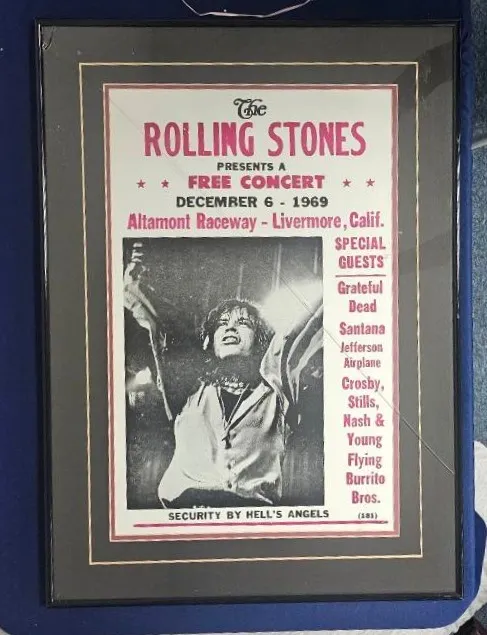 The
ROLLING STONES
PRESENTS A
★ ★ FREE CONCERT ★ ★
DECEMBER 6 - 1969
Altamont Raceway - Livermore, Calif.
SPECIAL
GUESTS
Grateful
Dead
Santana
Jefferson
Airplane
Crosby,
Stills,
Nash &
Young
Flying
Burrito
Bros.
SECURITY BY HELL'S ANGELS
(181)